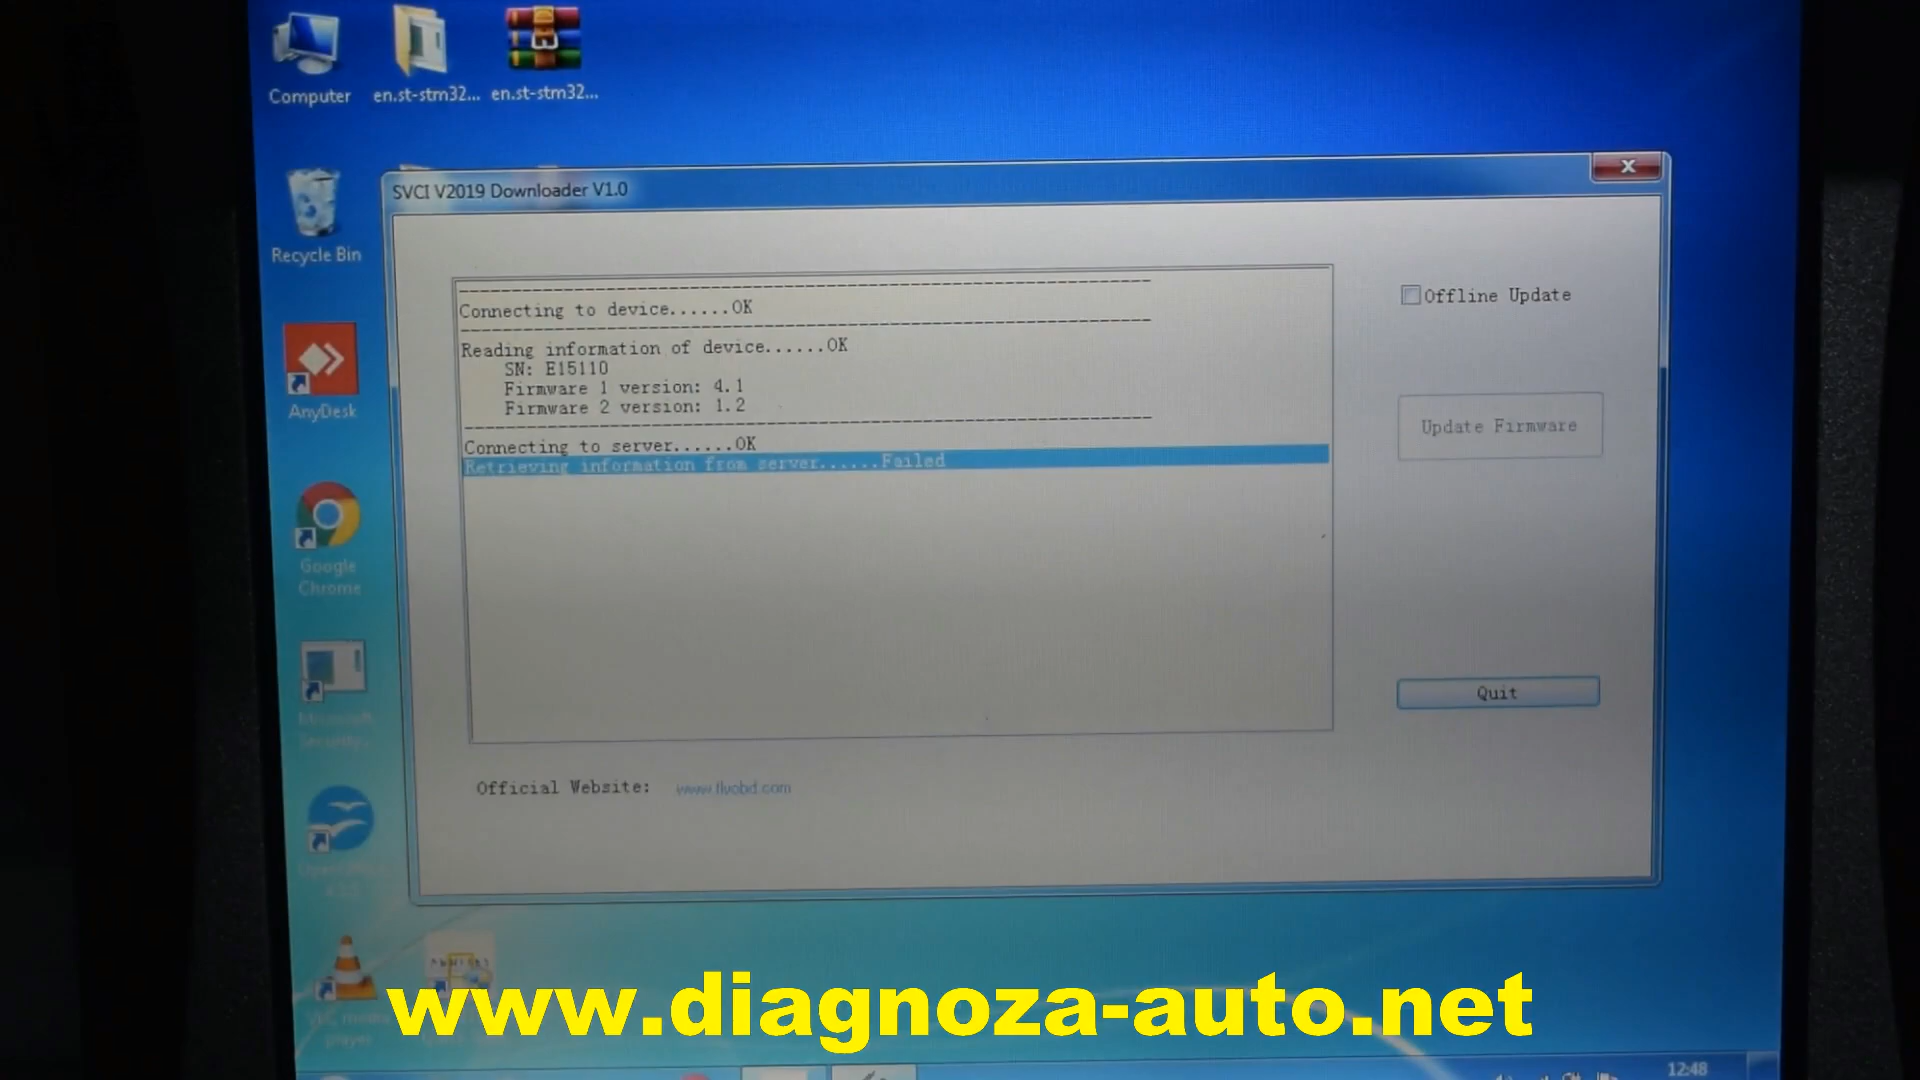 Computer
en.st-stm32...
en.st-stm32...
Recycle Bin
SVCI V2019 Downloader V1.0
X
--------------------------------------------------------------------
Connecting to device......OK
--------------------------------------------------------------------
Reading information of device......OK
SN: E15110
Firmware 1 version: 4.1
Firmware 2 version: 1.2
--------------------------------------------------------------------
Connecting to server......OK
Retrieving information from server......Failed
Offline Update
Update Firmware
Quit
Official Website:
AnyDesk
Google
Chrome
Microsoft
Security...
player
www.diagnoza-auto.net
12:48